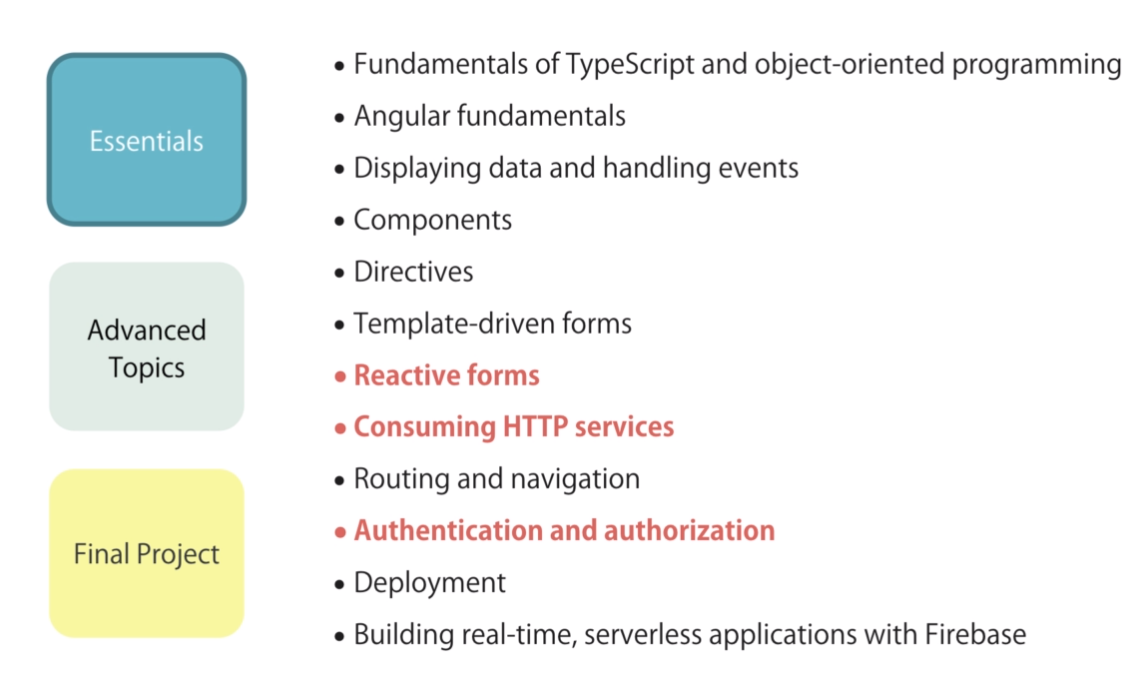 Essentials
Advanced
Topics
Final Project
• Fundamentals of TypeScript and object-oriented programming
• Angular fundamentals
• Displaying data and handling events
• Components
• Directives
• Template-driven forms
• Reactive forms
• Consuming HTTP services
• Routing and navigation
• Authentication and authorization
• Deployment
• Building real-time, serverless applications with Firebase